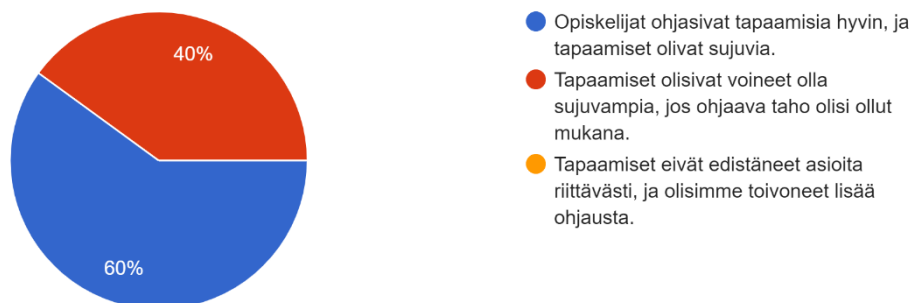 40%
60%
Opiskelijat ohjasivat tapaamisia hyvin, ja
tapaamiset olivat sujuvia.
Tapaamiset olisivat voineet olla
sujuvampia, jos ohjaava taho olisi ollut
mukana.
Tapaamiset eivät edistäneet asioita
riittävästi, ja olisimme toivoneet lisää
ohjausta.